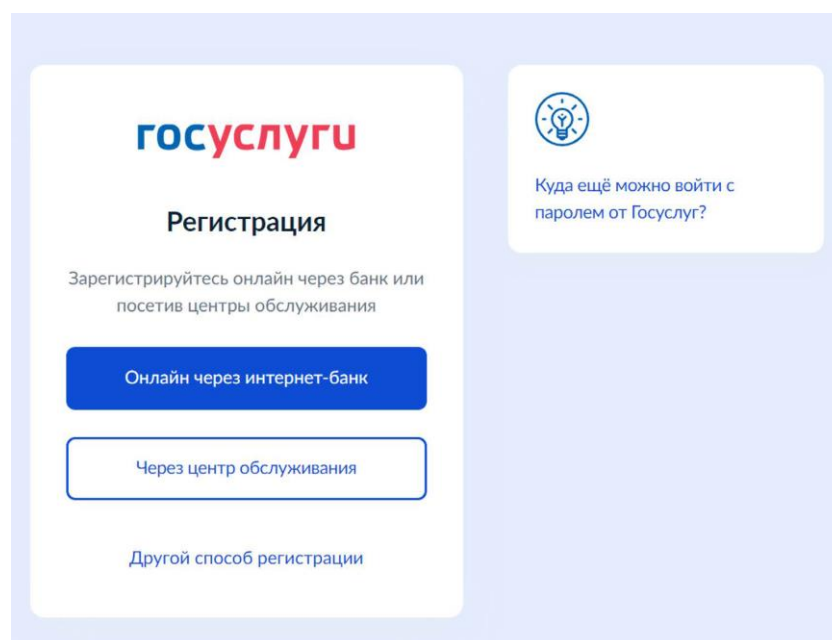 госуслуги
Регистрация
Зарегистрируйтесь онлайн через банк или
посетив центры обслуживания
Онлайн через интернет-банк
Через центр обслуживания
Другой способ регистрации
Куда ещё можно войти с
паролем от Госуслуг?